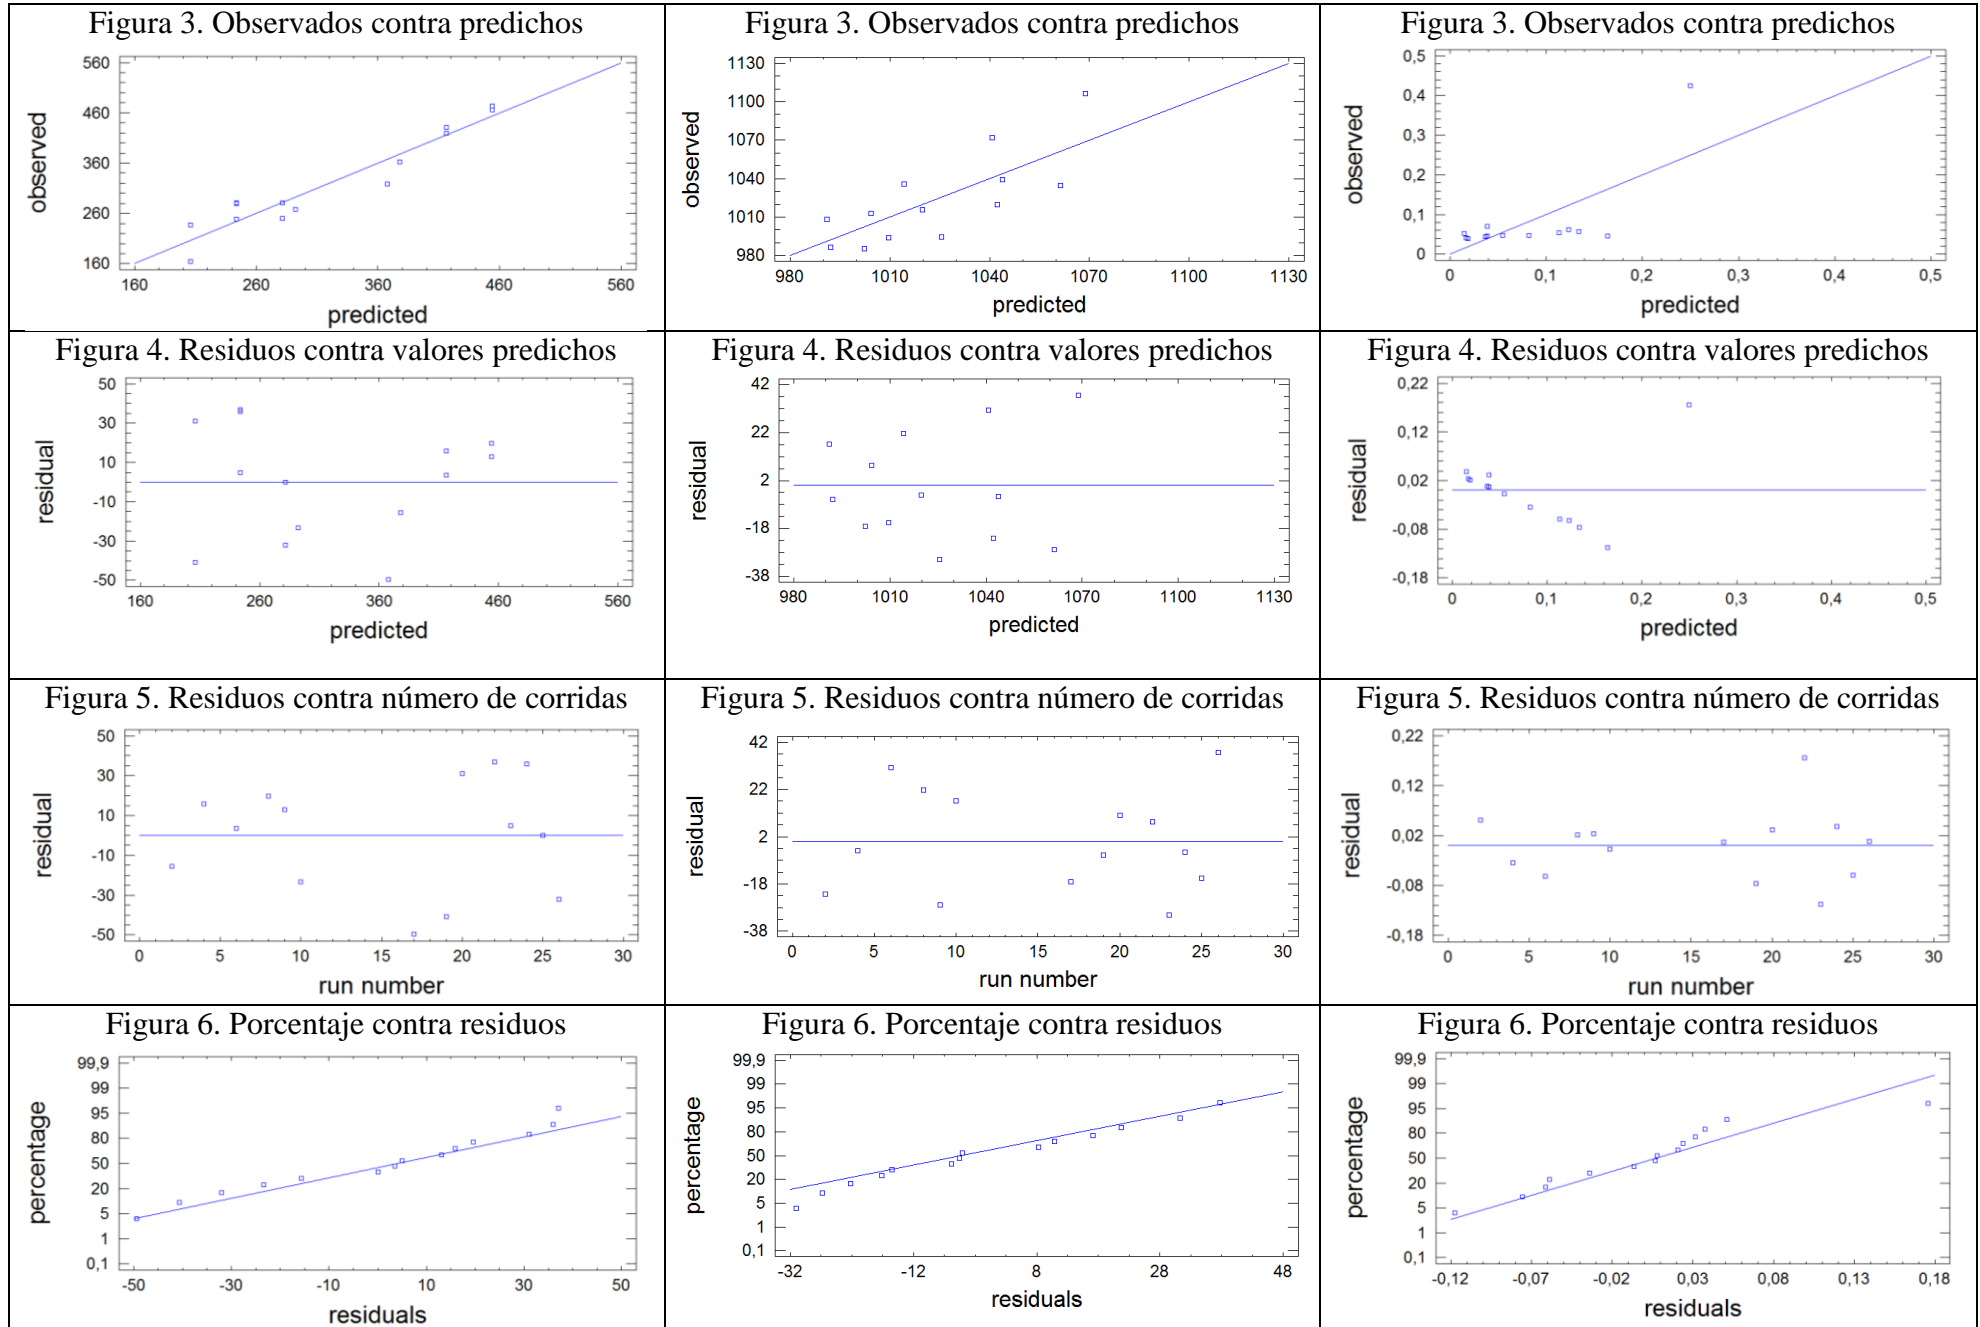 Figura 3. Observados contra predichos
560
460
360
260
160
observed
160 260 360 460 560
predicted
Figura 3. Observados contra predichos
1130
1100
1070
1040
1010
980
observed
980 1010 1040 1070 1100 1130
predicted
Figura 3. Observados contra predichos
0,5
0,4
0,3
0,2
0,1
0
observed
0 0,1 0,2 0,3 0,4 0,5
predicted
Figura 4. Residuos contra valores predichos
50
30
10
-10
-30
-50
residual
160 260 360 460 560
predicted
Figura 4. Residuos contra valores predichos
42
22
2
-18
-38
residual
980 1010 1040 1070 1100 1130
predicted
Figura 4. Residuos contra valores predichos
0,22
0,12
0,02
-0,08
-0,18
residual
0 0,1 0,2 0,3 0,4 0,5
predicted
Figura 5. Residuos contra número de corridas
50
30
10
-10
-30
-50
residual
0 5 10 15 20 25 30
run number
Figura 5. Residuos contra número de corridas
42
22
2
-18
-38
residual
0 5 10 15 20 25 30
run number
Figura 5. Residuos contra número de corridas
0,22
0,12
0,02
-0,08
-0,18
residual
0 5 10 15 20 25 30
run number
Figura 6. Porcentaje contra residuos
99,9
99
95
80
50
20
5
1
0,1
percentage
-50 -30 -10 10 30 50
residuals
Figura 6. Porcentaje contra residuos
99,9
99
95
80
50
20
5
1
0,1
percentage
-32 -12 8 28 48
residuals
Figura 6. Porcentaje contra residuos
99,9
99
95
80
50
20
5
1
0,1
percentage
-0,12 -0,07 -0,02 0,03 0,08 0,13 0,18
residuals